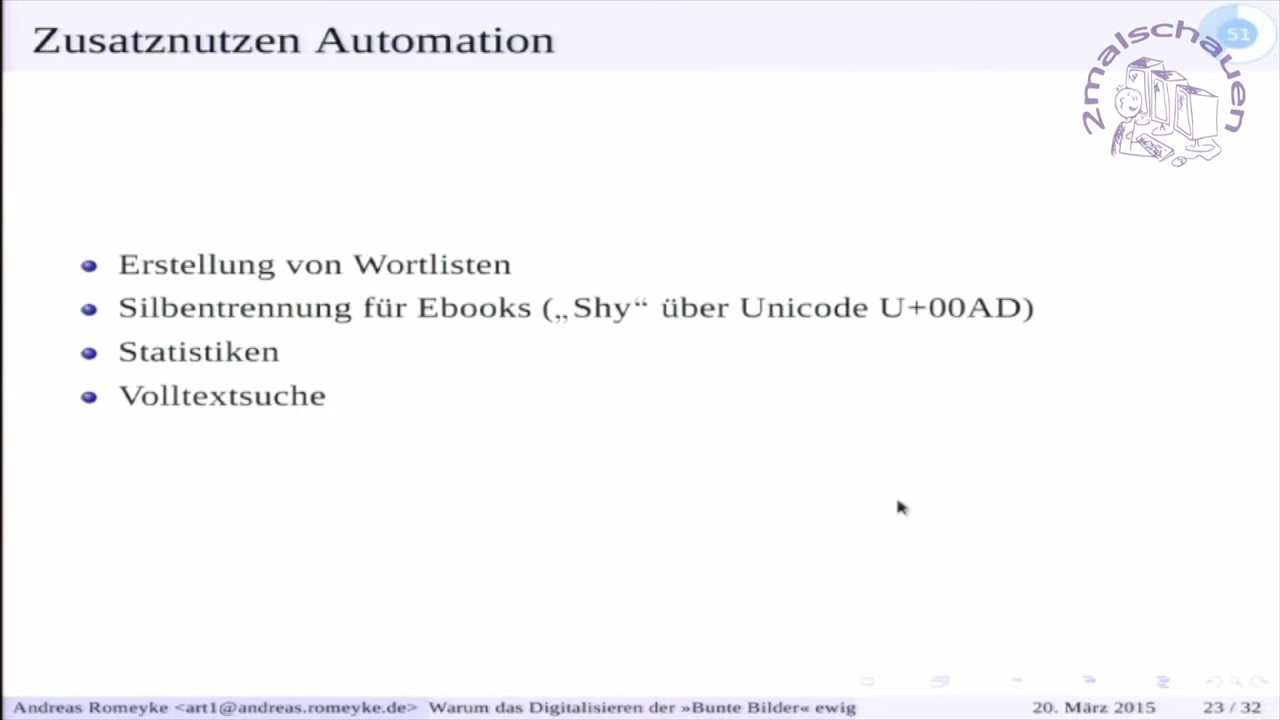 Zusatznutzen Automation
51
2malschauen
Erstellung von Wortlisten
Silbentrennung für Ebooks („Shy“ über Unicode U+00AD)
Statistiken
Volltextsuche
Andreas Romeyke <art1@andreas.romeyke.de> Warum das Digitalisieren der »Bunte Bilder« ewig 20. März 2015 23 / 32